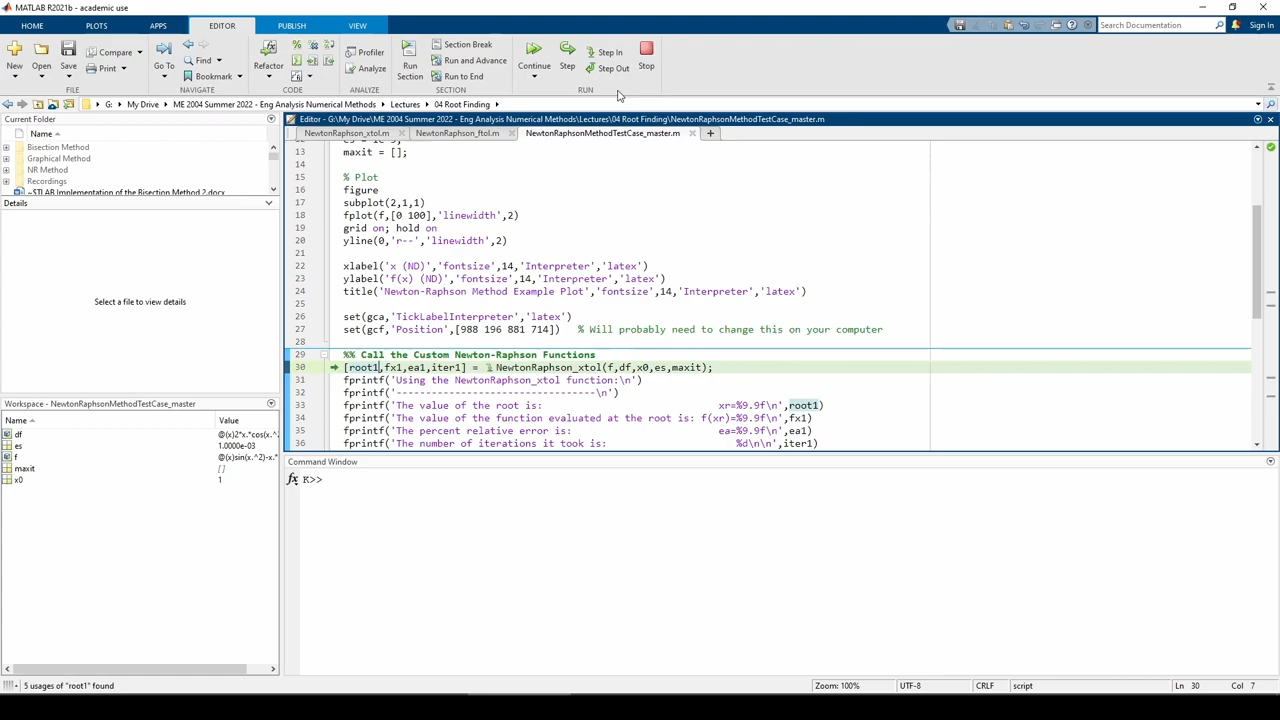 MATLAB R2021b - academic use
HOME PLOTS APPS EDITOR PUBLISH VIEW
Search Documentation Sign In
New Open Save Compare Print
Go To Find Bookmark
Refactor
Profiler Analyze
Run Section Section Break Run and Advance Run to End
Continue Step Step In Step Out Stop
FILE NAVIGATE CODE ANALYZE SECTION RUN
G: My Drive ME 2004 Summer 2022 - Eng Analysis Numerical Methods Lectures 04 Root Finding
Current Folder
Name
Bisection Method
Graphical Method
NR Method
Recordings
~STLAB Implementation of the Bisection Method 2.docx
Details
Select a file to view details
Workspace - NewtonRaphsonMethodTestCase_master
Name Value
df @(x)2*x.*cos(x.^
es 1.0000e-03
f @(x)sin(x.^2)-x.^
maxit []
x0 1
Editor - G:\My Drive\ME 2004 Summer 2022 - Eng Analysis Numerical Methods\Lectures\04 Root Finding\NewtonRaphsonMethodTestCase_master.m
NewtonRaphson_xtol.m NewtonRaphson_ftol.m NewtonRaphsonMethodTestCase_master.m
13 maxit = [];
14
15 % Plot
16 figure
17 subplot(2,1,1)
18 fplot(f,[0 100],'linewidth',2)
19 grid on; hold on
20 yline(0,'r--','linewidth',2)
21
22 xlabel('x (ND)','fontsize',14,'Interpreter','latex')
23 ylabel('f(x) (ND)','fontsize',14,'Interpreter','latex')
24 title('Newton-Raphson Method Example Plot','fontsize',14,'Interpreter','latex')
25
26 set(gca,'TickLabelInterpreter','latex')
27 set(gcf,'Position',[988 196 881 714]) % Will probably need to change this on your computer
28
29 %% Call the Custom Newton-Raphson Functions
30 [root1,fx1,ea1,iter1] = NewtonRaphson_xtol(f,df,x0,es,maxit);
31 fprintf('Using the NewtonRaphson_xtol function:\n')
32 fprintf('-------------------------------\n')
33 fprintf('The value of the root is: xr=%9.9f\n',root1)
34 fprintf('The value of the function evaluated at the root is: f(xr)=%9.9f\n',fx1)
35 fprintf('The percent relative error is: ea=%9.9f\n',ea1)
36 fprintf('The number of iterations it took is: %d\n\n',iter1)
Command Window
fx K>>
5 usages of "root1" found
Zoom: 100% UTF-8 CRLF script Ln 30 Col 7